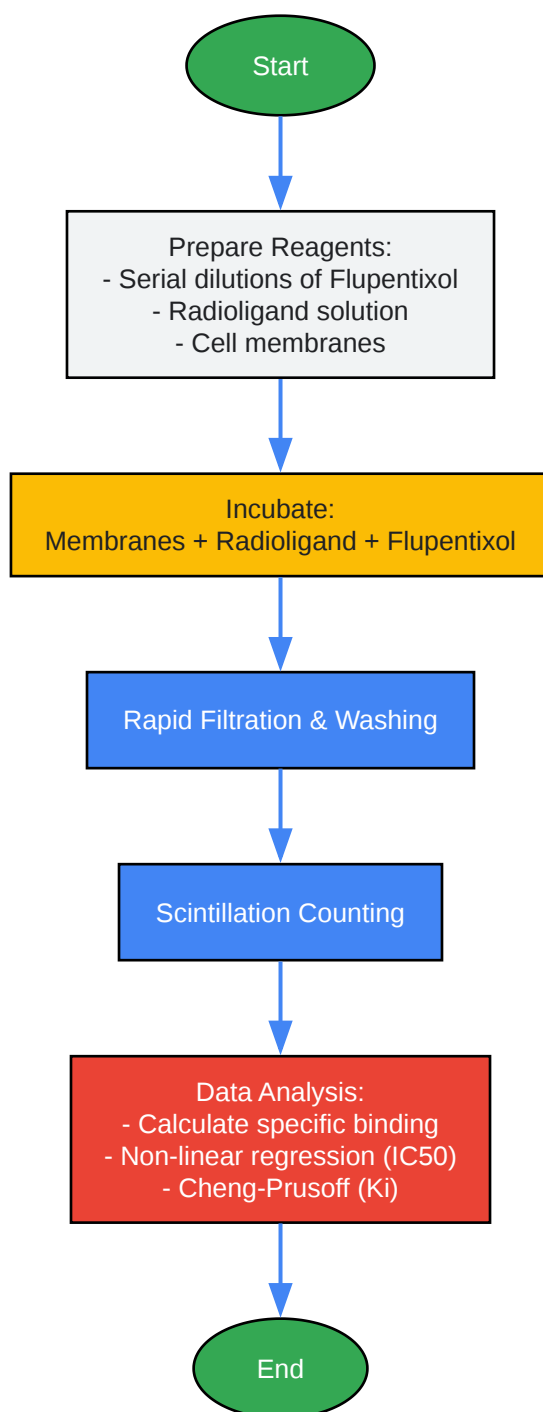 Start
Prepare Reagents:
- Serial dilutions of Flupentixol
- Radioligand solution
- Cell membranes
Incubate:
Membranes + Radioligand + Flupentixol
Rapid Filtration & Washing
Scintillation Counting
Data Analysis:
- Calculate specific binding
- Non-linear regression (IC50)
- Cheng-Prusoff (Ki)
End